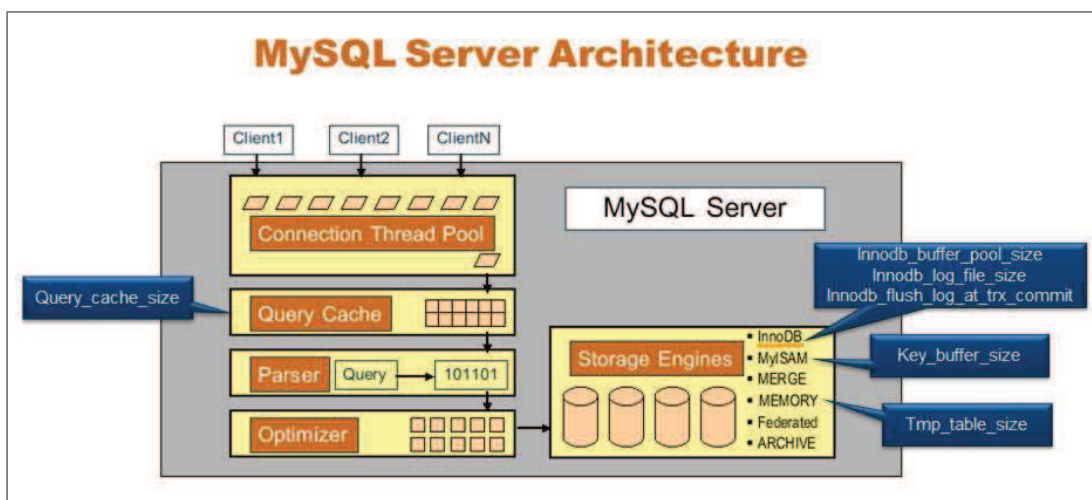 MySQL Server Architecture
Client1
Client2
ClientN
MySQL Server
Connection Thread Pool
Innodb_buffer_pool_size
Innodb_log_file_size
Innodb_flush_log_at_trx_commit
Query_cache_size
Query Cache
Storage Engines
▪ InnoDB
▪ MyISAM
▪ MERGE
▪ MEMORY
▪ Federated
▪ ARCHIVE
Key_buffer_size
Tmp_table_size
Parser
Query
101101
Optimizer